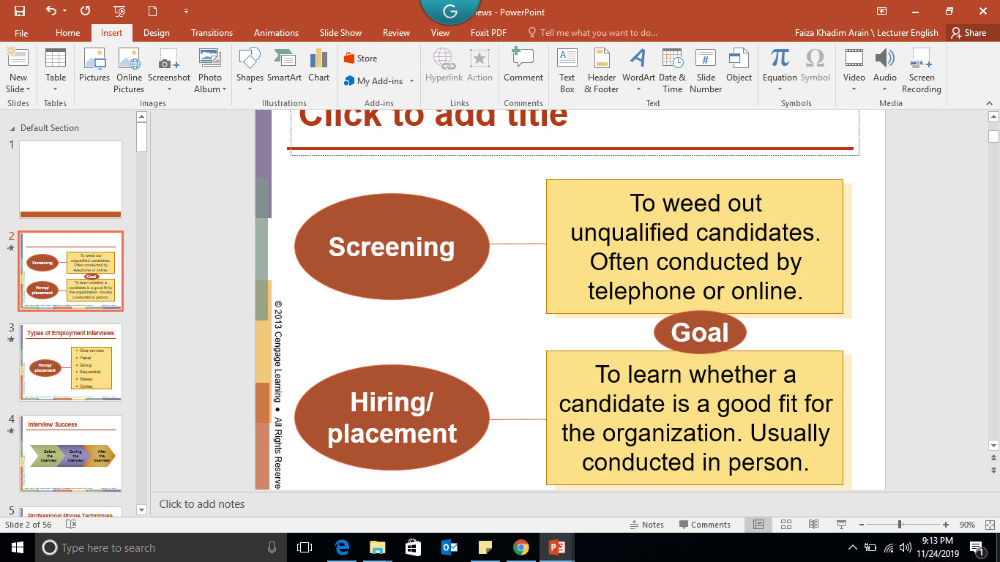 G
iews - PowerPoint
File
Home
Insert
Design
Transitions
Animations
Slide Show
Review
View
Foxit PDF
Tell me what you want to do...
Faiza Khadim Arain \ Lecturer English
Share
New
Slide
Table
Pictures
Online
Pictures
Screenshot
Photo
Album
Shapes
SmartArt
Chart
Store
My Add-ins
Hyperlink
Action
Comment
Text
Box
Header
& Footer
WordArt
Date &
Time
Slide
Number
Object
Equation
Symbol
Video
Audio
Screen
Recording
Slides
Tables
Images
Illustrations
Add-ins
Links
Comments
Text
Symbols
Media
Default Section
1
2
Screening
To weed out
unqualified candidates.
Often conducted by
telephone or online.
Goal
Hiring/
placement
To learn whether a
candidate is a good fit for
the organization. Usually
conducted in person.
3
Types of Employment Interviews
Hiring/
placement
• One-on-one
• Panel
• Group
• Sequential
• Stress
• Online
4
Interview Success
Before
the
Interview
During
the
Interview
After
the
Interview
5
Professional Phone Techniques
Click to add title
Screening
To weed out
unqualified candidates.
Often conducted by
telephone or online.
Goal
Hiring/
placement
To learn whether a
candidate is a good fit for
the organization. Usually
conducted in person.
© 2013 Cengage Learning ● All Rights Reserve
Click to add notes
Slide 2 of 56
Notes
Comments
90%
Type here to search
9:13 PM
11/24/2019
1